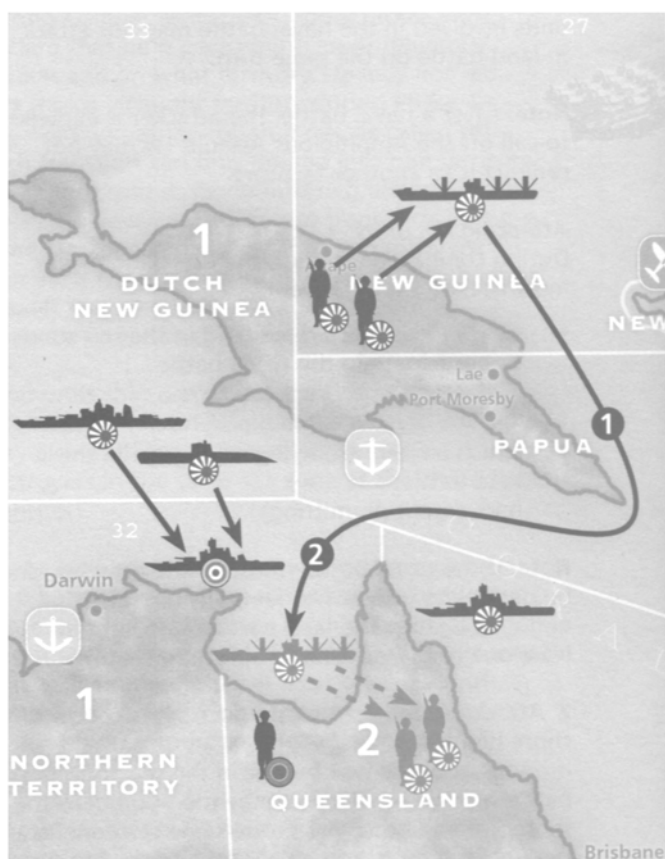 33
27
1
DUTCH
NEW GUINEA
NEW GUINEA
NEW
Lae
Port Moresby
PAPUA
1
32
2
Darwin
1
NORTHERN
TERRITORY
2
QUEENSLAND
Brisbane